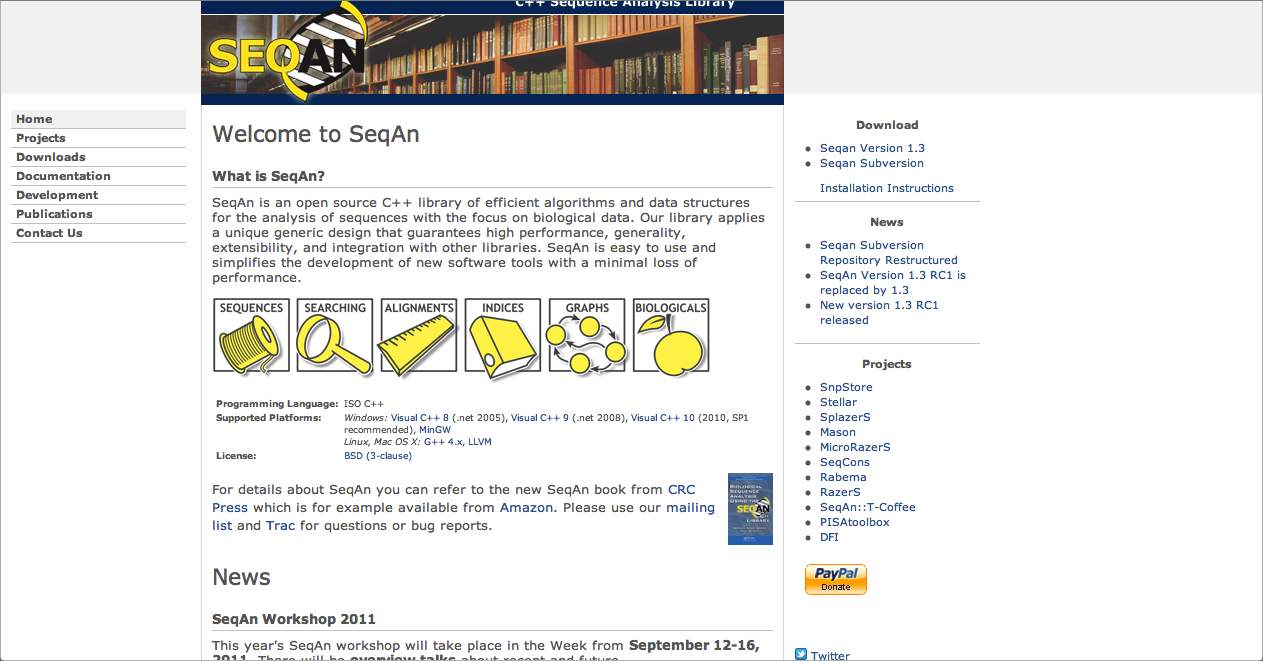 C++ Sequence Analysis Library
SEQAN
Home
Projects
Downloads
Documentation
Development
Publications
Contact Us
Welcome to SeqAn
What is SeqAn?
SeqAn is an open source C++ library of efficient algorithms and data structures
for the analysis of sequences with the focus on biological data. Our library applies
a unique generic design that guarantees high performance, generality,
extensibility, and integration with other libraries. SeqAn is easy to use and
simplifies the development of new software tools with a minimal loss of
performance.
SEQUENCES SEARCHING ALIGNMENTS INDICES GRAPHS BIOLOGICALS
Programming Language: ISO C++
Supported Platforms: Windows: Visual C++ 8 (.net 2005), Visual C++ 9 (.net 2008), Visual C++ 10 (2010, SP1
recommended), MinGW
Linux, Mac OS X: G++ 4.x, LLVM
License: BSD (3-clause)
For details about SeqAn you can refer to the new SeqAn book from CRC
Press which is for example available from Amazon. Please use our mailing
list and Trac for questions or bug reports.
BIOLOGICAL
SEQUENCE
ANALYSIS
USING THE
SEQAN
C++
LIBRARY
News
SeqAn Workshop 2011
This year's SeqAn workshop will take place in the Week from September 12-16,
2011. There will be overview talks about recent and future
Download
Seqan Version 1.3
Seqan Subversion
Installation Instructions
News
Seqan Subversion
Repository Restructured
SeqAn Version 1.3 RC1 is
replaced by 1.3
New version 1.3 RC1
released
Projects
SnpStore
Stellar
SplazerS
Mason
MicroRazerS
SeqCons
Rabema
RazerS
SeqAn::T-Coffee
PISAtoolbox
DFI
PayPal
Donate
Twitter